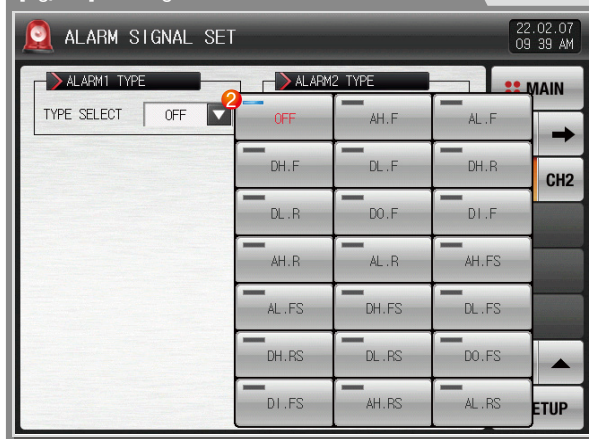 ALARM SIGNAL SET
22.02.07
09 39 AM
ALARM1 TYPE
ALARM2 TYPE
MAIN
TYPE SELECT OFF
2
OFF AH.F AL.F
DH.F DL.F DH.R
CH2
DL.R DO.F DI.F
AH.R AL.R AH.FS
AL.FS DH.FS DL.FS
DH.RS DL.RS DO.FS
DI.FS AH.RS AL.RS
ETUP